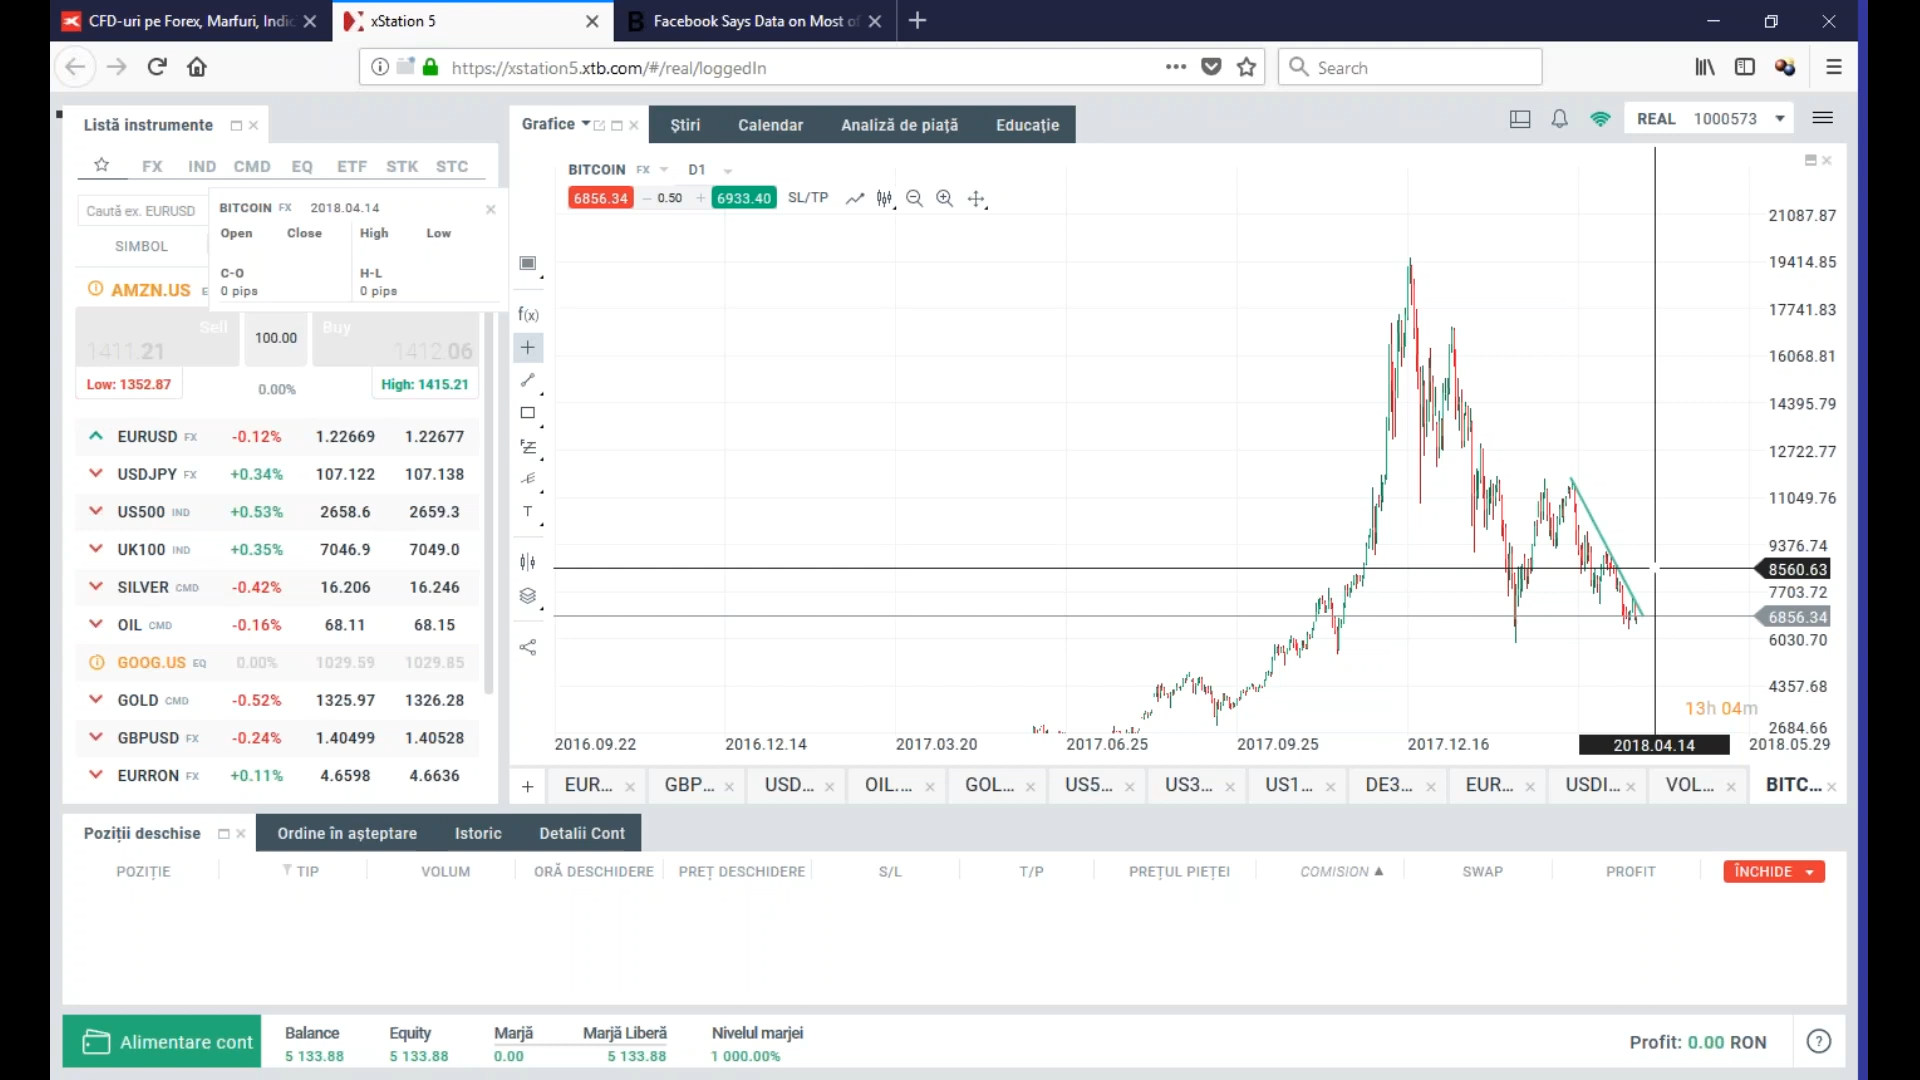 CFD-uri pe Forex, Marfuri, Indic
xStation 5
Facebook Says Data on Most of
https://xstation5.xtb.com/#/real/loggedIn
Search
Listă instrumente
FX IND CMD EQ ETF STK STC
Caută ex. EURUSD
SIMBOL
BITCOIN FX 2018.04.14
Open Close High Low
C-O H-L
0 pips 0 pips
AMZN.US E
Sell 100.00 Buy
1411.21 1412.06
Low: 1352.87 0.00% High: 1415.21
EURUSD FX -0.12% 1.22669 1.22677
USDJPY FX +0.34% 107.122 107.138
US500 IND +0.53% 2658.6 2659.3
UK100 IND +0.35% 7046.9 7049.0
SILVER CMD -0.42% 16.206 16.246
OIL CMD -0.16% 68.11 68.15
GOOG.US EQ 0.00% 1029.59 1029.85
GOLD CMD -0.52% 1325.97 1326.28
GBPUSD FX -0.24% 1.40499 1.40528
EURRON FX +0.11% 4.6598 4.6636
Grafice Știri Calendar Analiză de piață Educație
REAL 1000573
BITCOIN FX D1
6856.34 − 0.50 + 6933.40 SL/TP
f(x)
T
21087.87
19414.85
17741.83
16068.81
14395.79
12722.77
11049.76
9376.74
8560.63
7703.72
6856.34
6030.70
4357.68
13h 04m
2684.66
2016.09.22 2016.12.14 2017.03.20 2017.06.25 2017.09.25 2017.12.16 2018.04.14 2018.05.29
+ EUR... GBP... USD... OIL.... GOL... US5... US3... US1... DE3... EUR... USDI... VOL... BITC...
Poziții deschise Ordine în așteptare Istoric Detalii Cont
POZIȚIE TIP VOLUM ORĂ DESCHIDERE PREȚ DESCHIDERE S/L T/P PREȚUL PIEȚEI COMISION SWAP PROFIT ÎNCHIDE
Alimentare cont
Balance Equity Marjă Marjă Liberă Nivelul marjei
5 133.88 5 133.88 0.00 5 133.88 1 000.00%
Profit: 0.00 RON
?